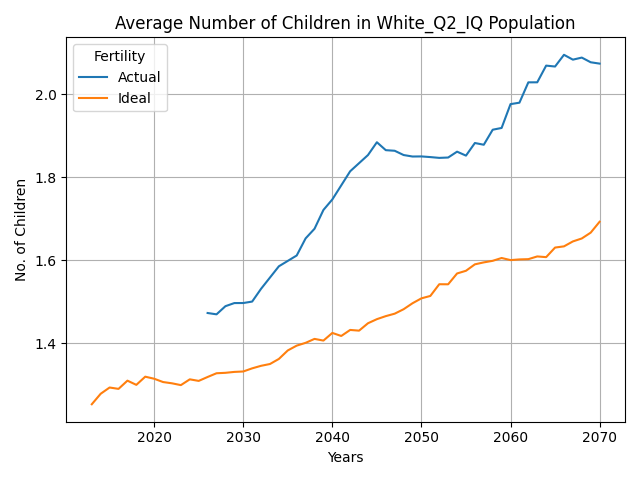 Average Number of Children in White_Q2_IQ Population
Fertility
Actual
Ideal
No. of Children
2.0
1.8
1.6
1.4
2020 2030 2040 2050 2060 2070
Years